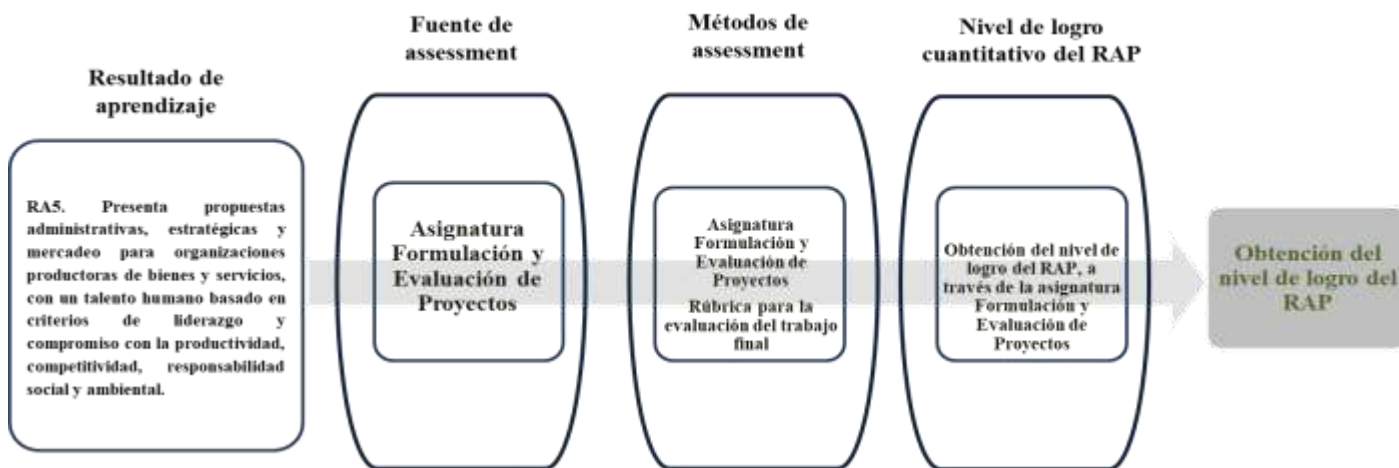 Resultado de
aprendizaje
RA5. Presenta propuestas
administrativas, estratégicas y
mercadeo para organizaciones
productoras de bienes y servicios,
con un talento humano basado en
criterios de liderazgo y
compromiso con la productividad,
competitividad, responsabilidad
social y ambiental.
Fuente de
assessment
Asignatura
Formulación y
Evaluación de
Proyectos
Métodos de
assessment
Asignatura
Formulación y
Evaluación de
Proyectos
Rúbrica para la
evaluación del trabajo
final
Nivel de logro
cuantitativo del RAP
Obtención del nivel de
logro del RAP, a
través de la asignatura
Formulación y
Evaluación de
Proyectos
Obtención del
nivel de logro del
RAP